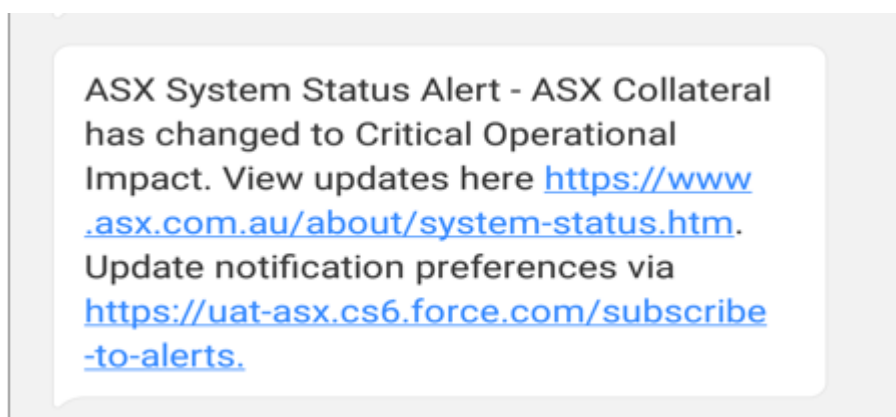 ASX System Status Alert - ASX Collateral
has changed to Critical Operational
Impact. View updates here https://www
.asx.com.au/about/system-status.htm.
Update notification preferences via
https://uat-asx.cs6.force.com/subscribe
-to-alerts.